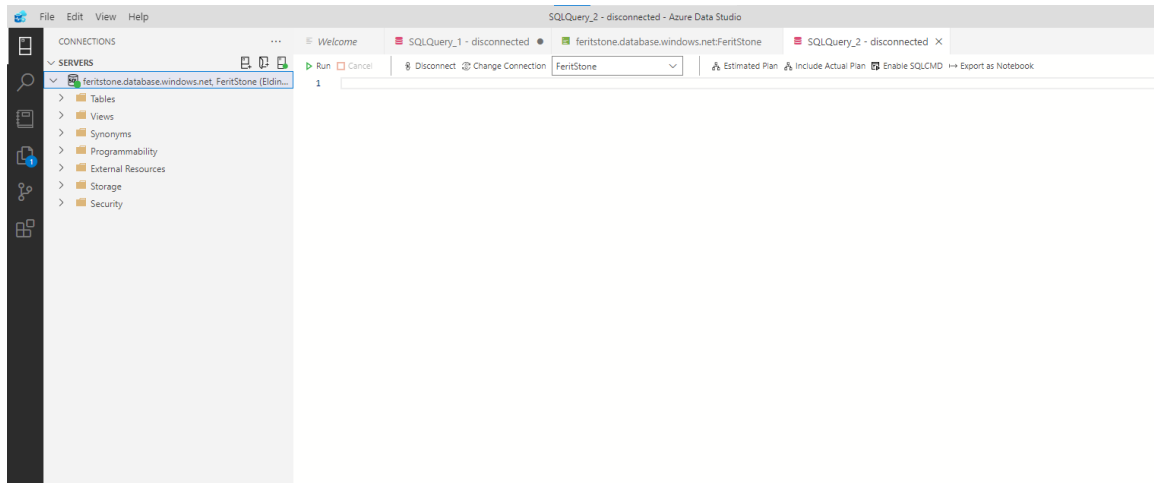 File Edit View Help SQLQuery_2 - disconnected - Azure Data Studio
CONNECTIONS ... Welcome SQLQuery_1 - disconnected ● feritstone.database.windows.net:FeritStone SQLQuery_2 - disconnected ×
SERVERS
Run Cancel Disconnect Change Connection FeritStone Estimated Plan Include Actual Plan Enable SQLCMD Export as Notebook
feritstone.database.windows.net, FeritStone (Eldin...
1
Tables
Views
Synonyms
Programmability
1
External Resources
Storage
Security